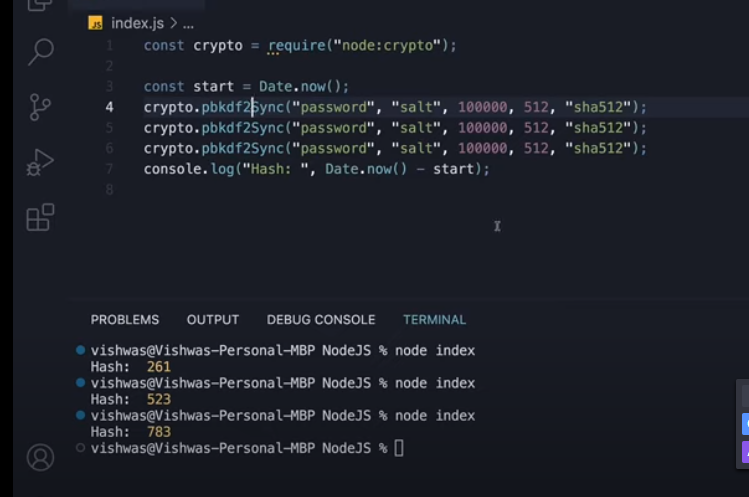 JS index.js > ...
1 const crypto = require("node:crypto");
2
3 const start = Date.now();
4 crypto.pbkdf2Sync("password", "salt", 100000, 512, "sha512");
5 crypto.pbkdf2Sync("password", "salt", 100000, 512, "sha512");
6 crypto.pbkdf2Sync("password", "salt", 100000, 512, "sha512");
7 console.log("Hash: ", Date.now() - start);
8
PROBLEMS OUTPUT DEBUG CONSOLE TERMINAL
vishwas@Vishwas-Personal-MBP NodeJS % node index
Hash:  261
vishwas@Vishwas-Personal-MBP NodeJS % node index
Hash:  523
vishwas@Vishwas-Personal-MBP NodeJS % node index
Hash:  783
vishwas@Vishwas-Personal-MBP NodeJS %